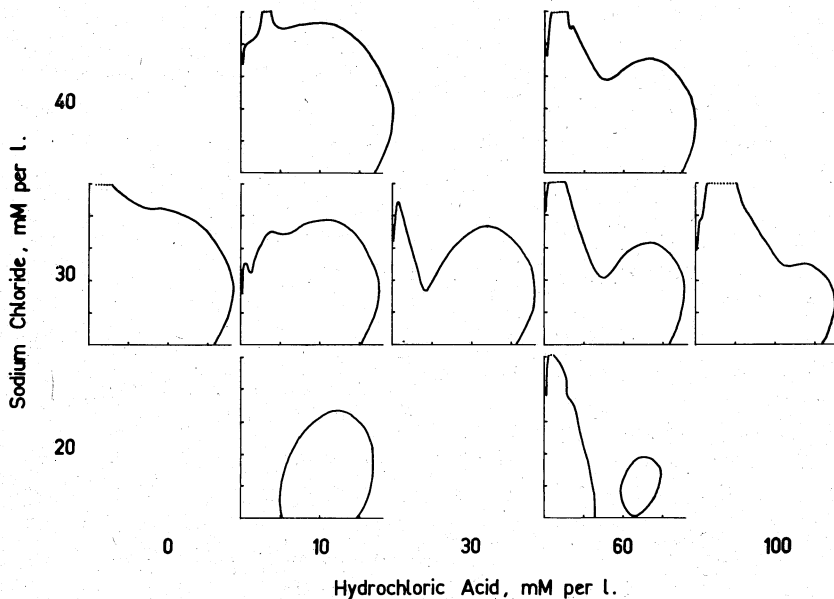 Sodium Chloride, mM per l.
40
30
20
0 10 30 60 100
Hydrochloric Acid, mM per l.